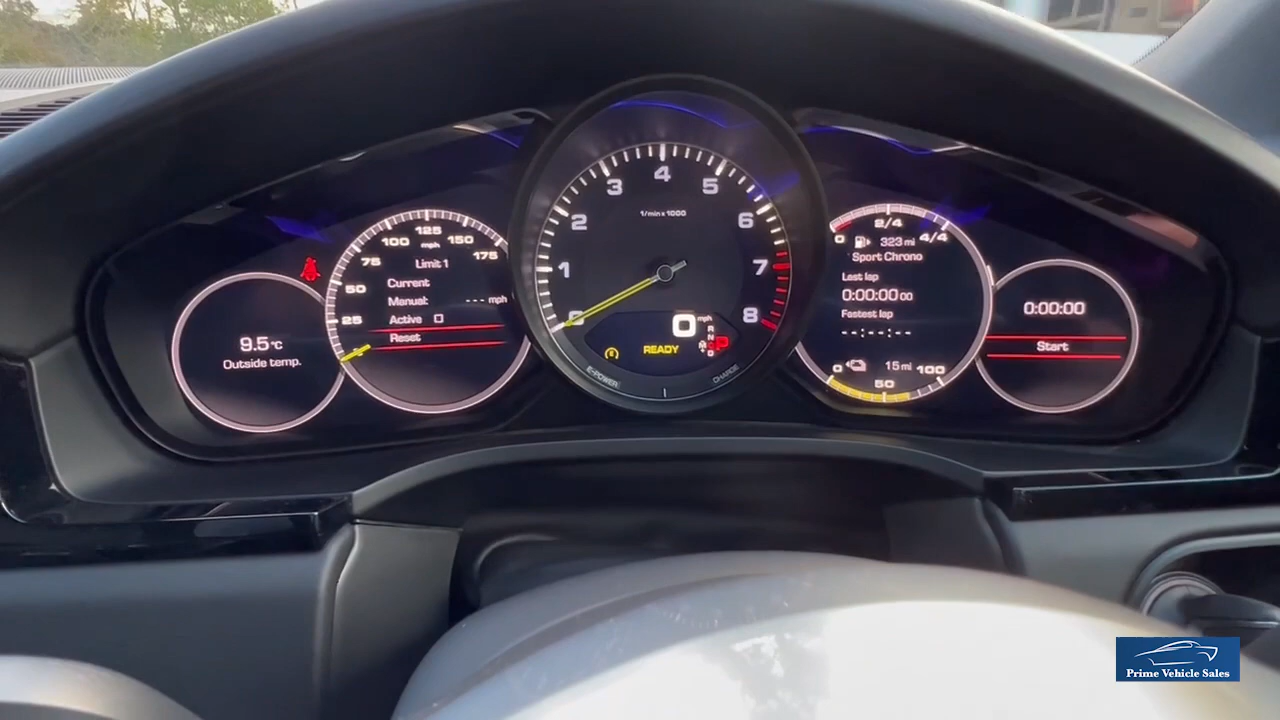 9.5 °C
Outside temp.
25
50
75
100
125
150
175
mph
Limit 1
Current
Manual: --- mph
Active
Reset
0
1
2
3
4
5
6
7
8
1/min x 1000
0 mph
R
N
D
M
READY
E-POWER
CHARGE
0
2/4
4/4
323 mi
Sport Chrono
Last lap
0:00:00 00
Fastest lap
--:--:--
15 mi
0
50
100
0:00:00
Start
Prime Vehicle Sales